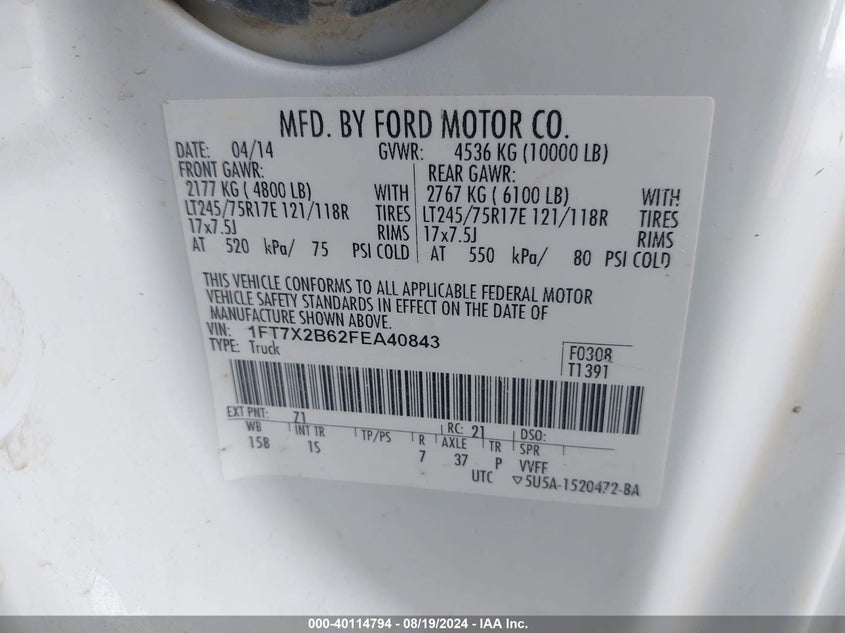 MFD. BY FORD MOTOR CO.
DATE: 04/14 GVWR: 4536 KG (10000 LB)
FRONT GAWR: REAR GAWR:
2177 KG ( 4800 LB) WITH 2767 KG ( 6100 LB) WITH
LT245/75R17E 121/118R TIRES LT245/75R17E 121/118R TIRES
17x7.5J RIMS 17x7.5J RIMS
AT 520 kPa/ 75 PSI COLD AT 550 kPa/ 80 PSI COLD
THIS VEHICLE CONFORMS TO ALL APPLICABLE FEDERAL MOTOR
VEHICLE SAFETY STANDARDS IN EFFECT ON THE DATE OF
MANUFACTURE SHOWN ABOVE.
VIN: 1FT7X2B62FEA40843
TYPE: Truck
F0308
T1391
EXT PNT: Z1 RC: 21 DSO:
WB INT TR TP/PS R AXLE TR SPR
15B 1S 7 37 P VVFF
UTC ▽5U5A-1520472-BA
000-40114794 - 08/19/2024 - IAA Inc.